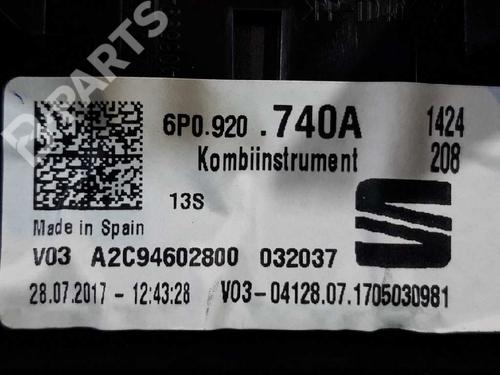 6P0.920 .740A 1424
Kombiinstrument 208
13S
Made in Spain
V03 A2C94602800 032037
28.07.2017 - 12:43:28 V03-04128.07.1705030981
PARTS